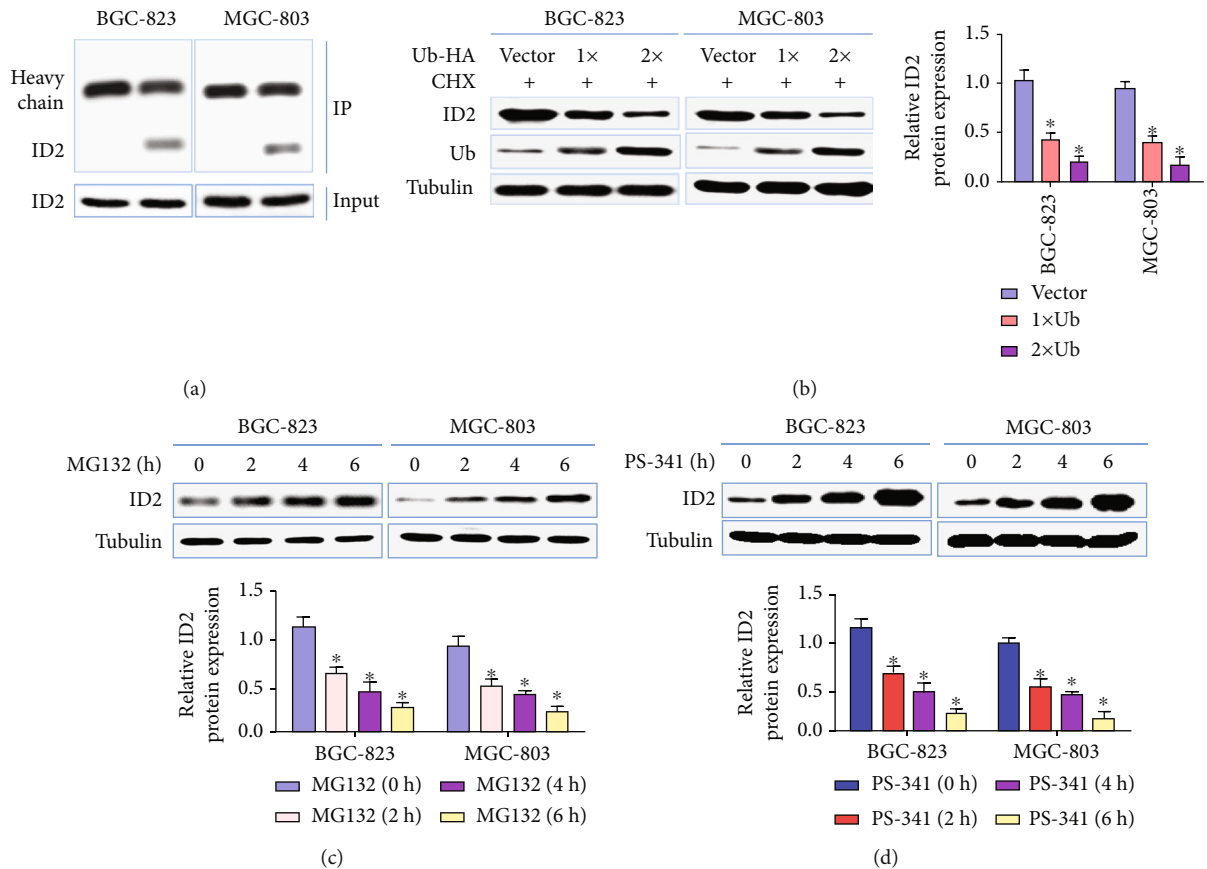 BGC-823 MGC-803
Heavy
chain
IP
ID2
ID2
Input
(a)
BGC-823 MGC-803
Ub-HA Vector 1× 2× Vector 1× 2×
CHX + + + + + +
ID2
Ub
Tubulin
Relative ID2
protein expression
1.5
1.0
0.5
0.0
* * * *
BGC-823 MGC-803
Vector
1×Ub
2×Ub
(b)
BGC-823 MGC-803
MG132 (h) 0 2 4 6 0 2 4 6
ID2
Tubulin
Relative ID2
protein expression
1.5
1.0
0.5
0.0
* * * * * *
BGC-823 MGC-803
MG132 (0 h) MG132 (4 h)
MG132 (2 h) MG132 (6 h)
(c)
BGC-823 MGC-803
PS-341 (h) 0 2 4 6 0 2 4 6
ID2
Tubulin
Relative ID2
protein expression
1.5
1.0
0.5
0.0
* * * * * *
BGC-823 MGC-803
PS-341 (0 h) PS-341 (4 h)
PS-341 (2 h) PS-341 (6 h)
(d)